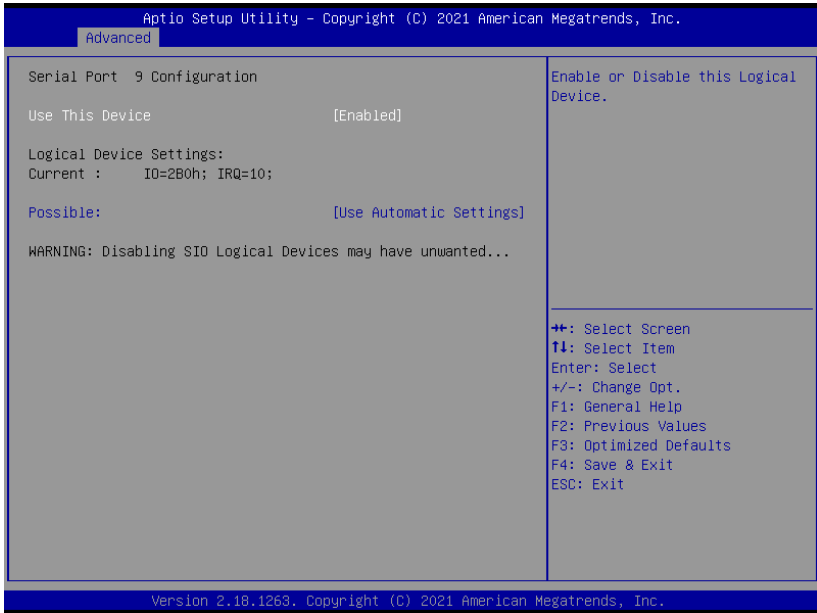 Aptio Setup Utility – Copyright (C) 2021 American Megatrends, Inc.
Advanced
Serial Port 9 Configuration
Use This Device [Enabled]
Logical Device Settings:
Current : IO=2B0h; IRQ=10;
Possible: [Use Automatic Settings]
WARNING: Disabling SIO Logical Devices may have unwanted...
Enable or Disable this Logical
Device.
→←: Select Screen
↑↓: Select Item
Enter: Select
+/-: Change Opt.
F1: General Help
F2: Previous Values
F3: Optimized Defaults
F4: Save & Exit
ESC: Exit
Version 2.18.1263. Copyright (C) 2021 American Megatrends, Inc.